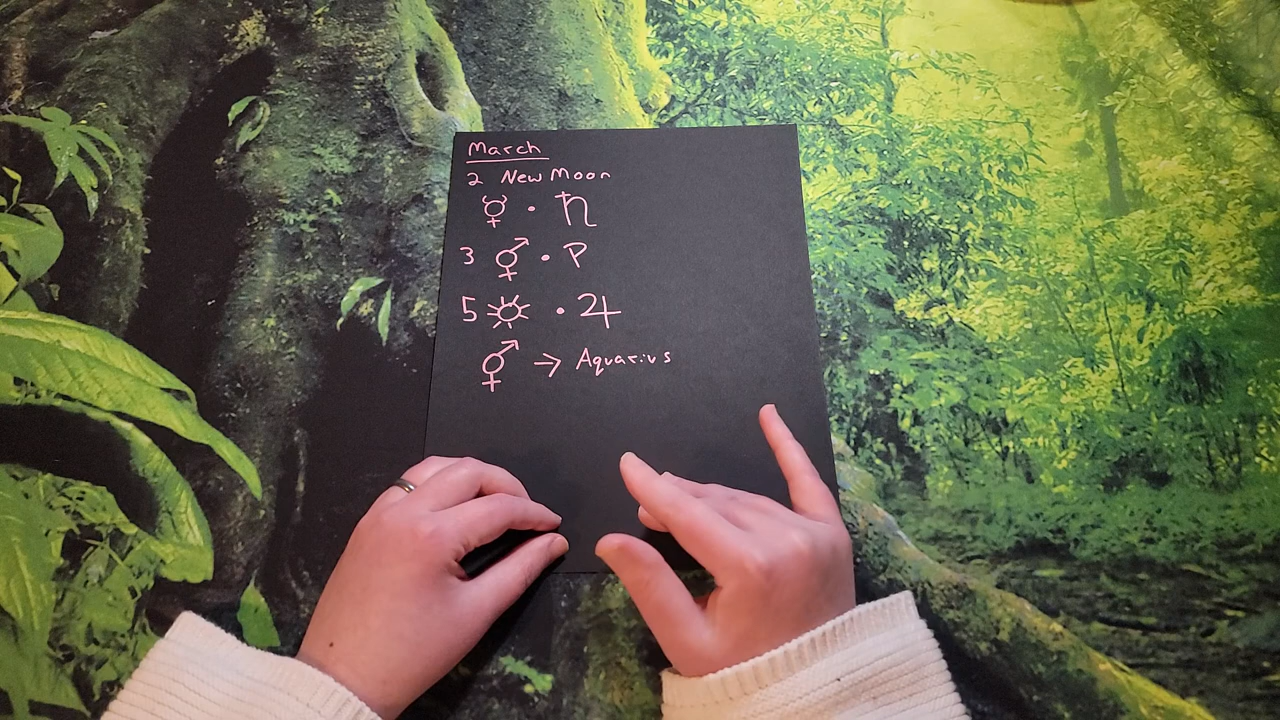 March
2 New Moon
☿ • ♄
3 ⚥ • P
5 ☼ • ♃
⚥ → Aquarius